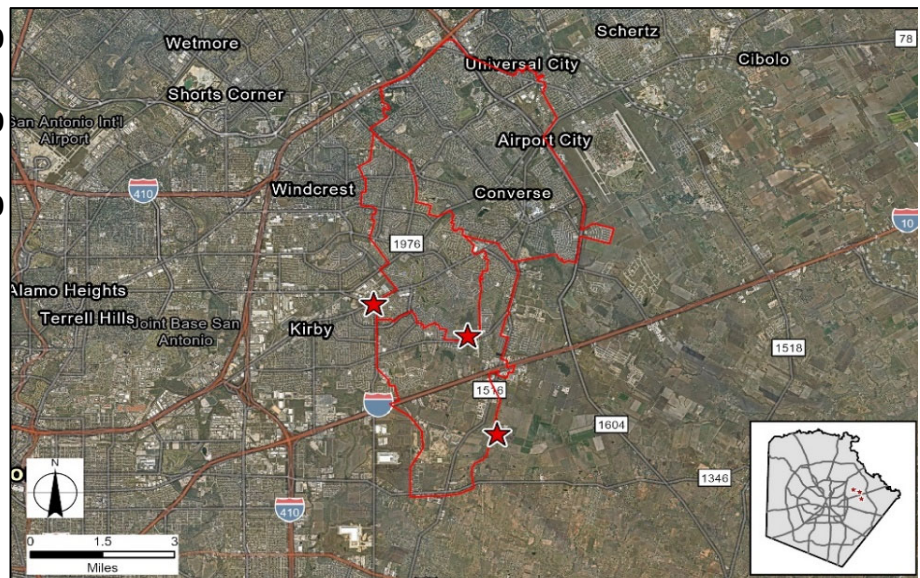 Schertz
Wetmore
78
Cibolo
Universal City
Shorts Corner
San Antonio Int'l
Airport
Airport City
Windcrest
Converse
410
10
1976
Alamo Heights
Terrell Hills
Joint Base San
Antonio
Kirby
1518
1516
1604
1346
N
410
0 1.5 3
Miles